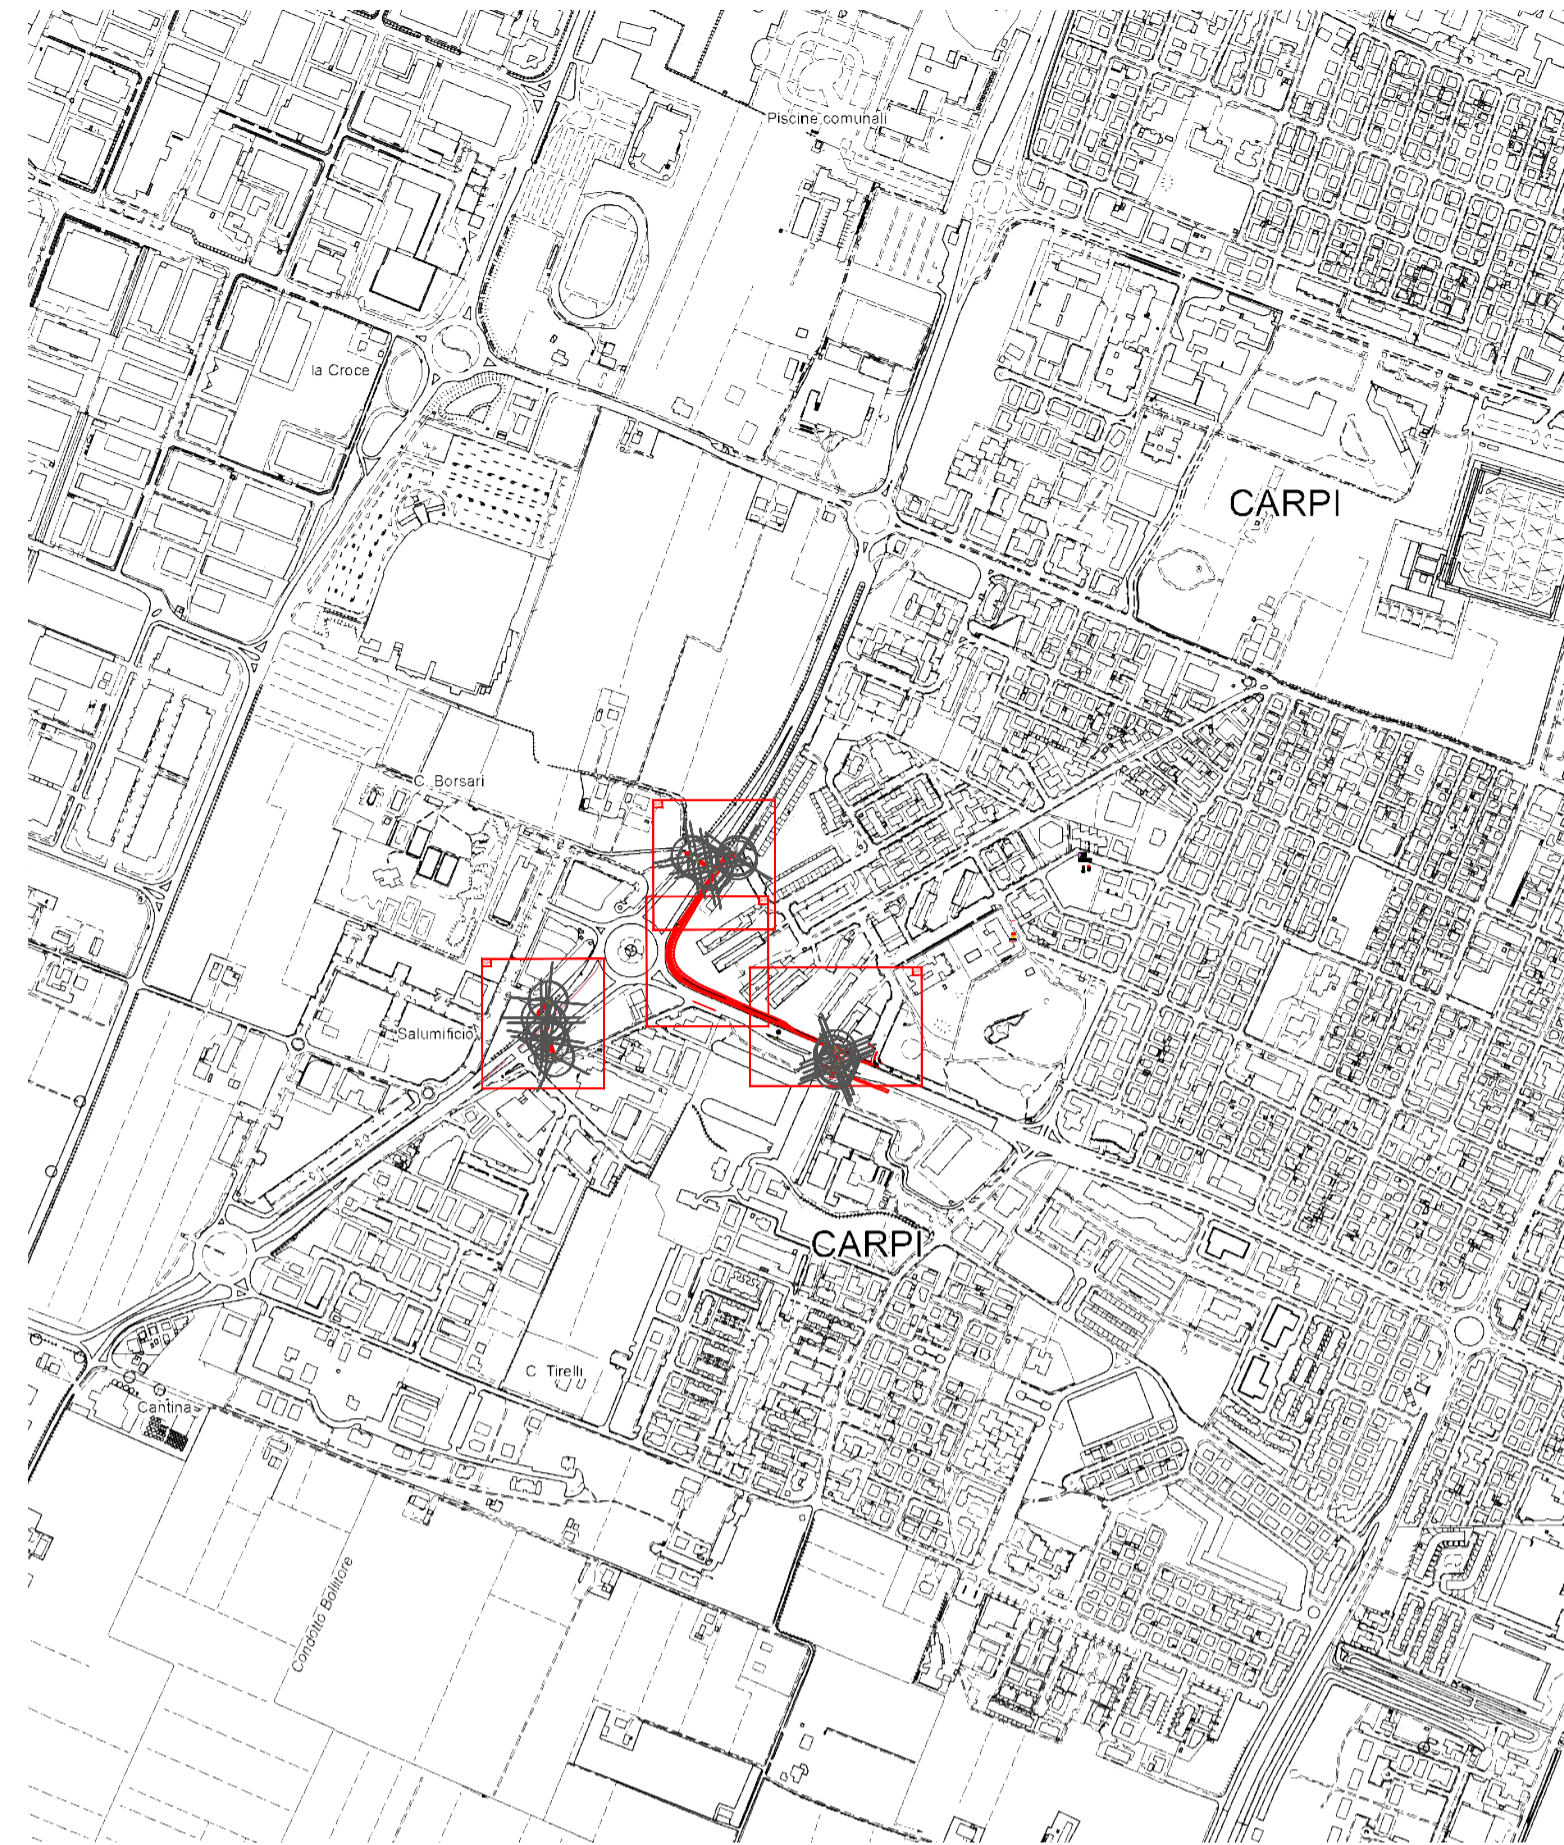 Piscine comunali
la Croce
CARPI
C. Borsari
Salumificio
CARPI
C. Tirelli
Cantina
Condotto Bollitore